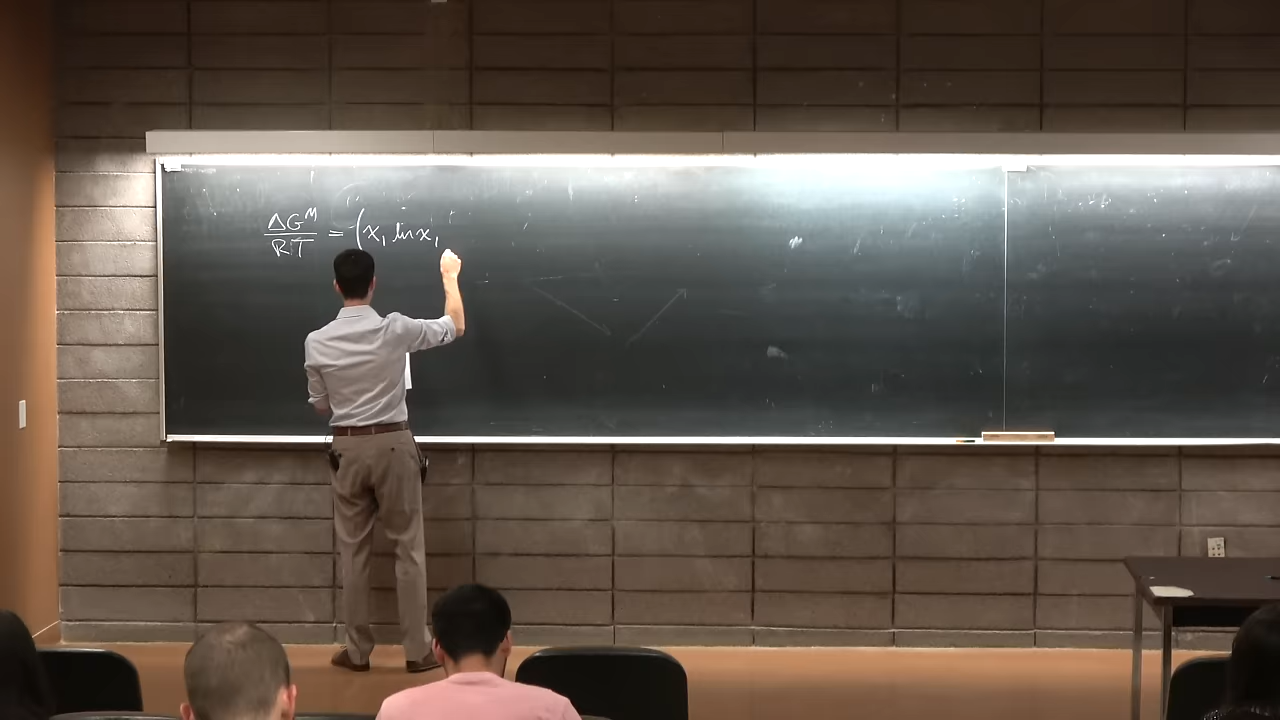 ΔG^M/RT = (x₁ ln x₁